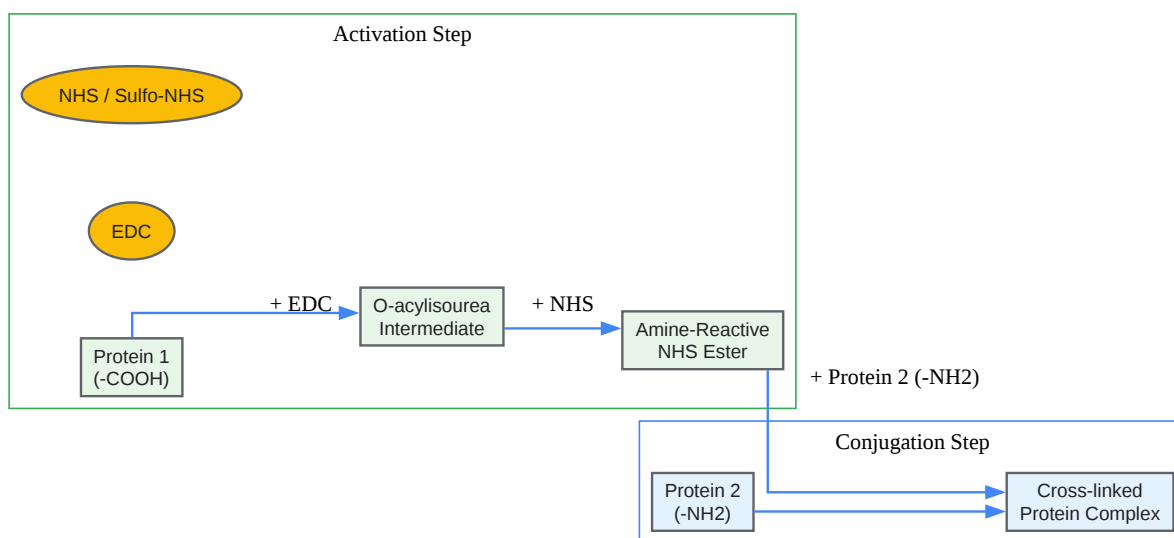 Activation Step
NHS / Sulfo-NHS
EDC
+ EDC
O-acylisourea
Intermediate
+ NHS
Amine-Reactive
NHS Ester
Protein 1
(-COOH)
+ Protein 2 (-NH2)
Conjugation Step
Protein 2
(-NH2)
Cross-linked
Protein Complex